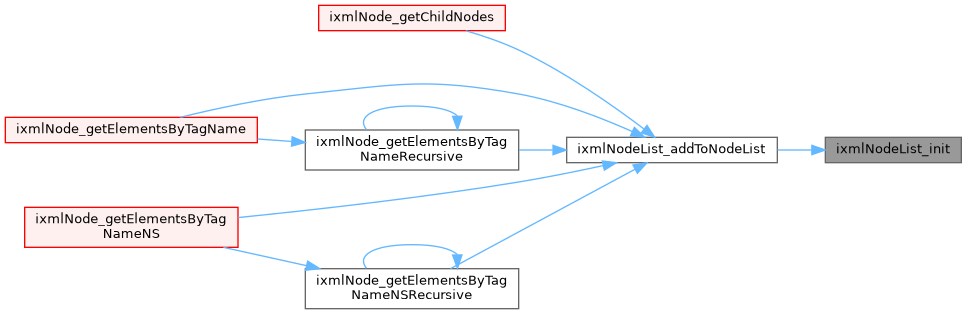 ixmlNode_getChildNodes
ixmlNode_getElementsByTagName
ixmlNode_getElementsByTag
NameRecursive
ixmlNodeList_addToNodeList
ixmlNodeList_init
ixmlNode_getElementsByTag
NameNS
ixmlNode_getElementsByTag
NameNSRecursive